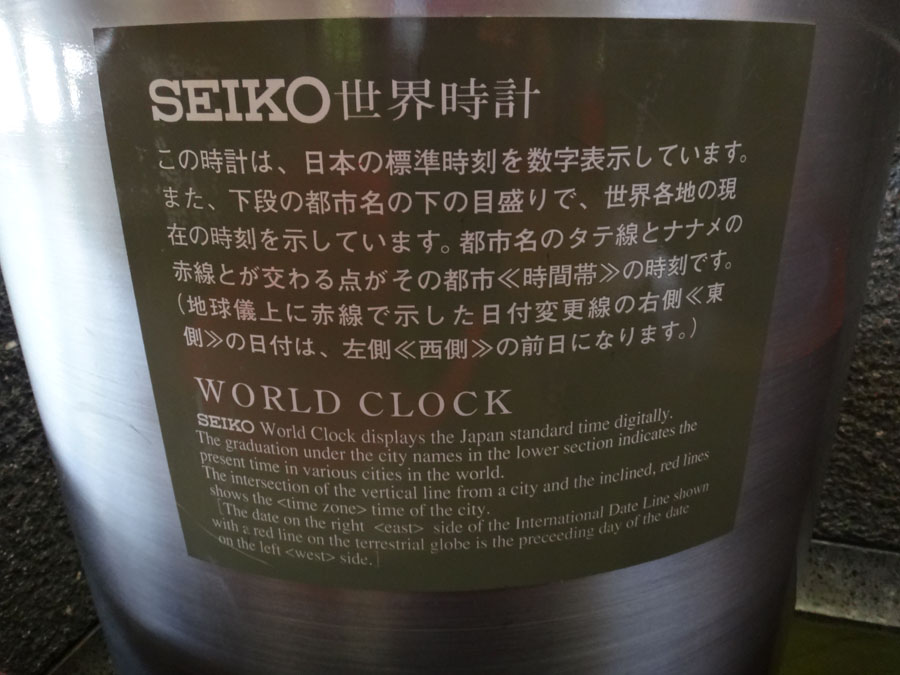 SEIKO世界時計
この時計は、日本の標準時刻を数字表示しています。
また、下段の都市名の下の目盛りで、世界各地の現
在の時刻を示しています。都市名のタテ線とナナメの
赤線とが交わる点がその都市≪時間帯≫の時刻です。
（地球儀上に赤線で示した日付変更線の右側≪東
側≫の日付は、左側≪西側≫の前日になります。）
WORLD CLOCK
SEIKO World Clock displays the Japan standard time digitally.
The graduation under the city names in the lower section indicates the
present time in various cities in the world.
The intersection of the vertical line from a city and the inclined, red lines
shows the <time zone> time of the city.
[The date on the right <east> side of the International Date Line shown
with a red line on the terrestrial globe is the preceeding day of the date
on the left <west> side.]